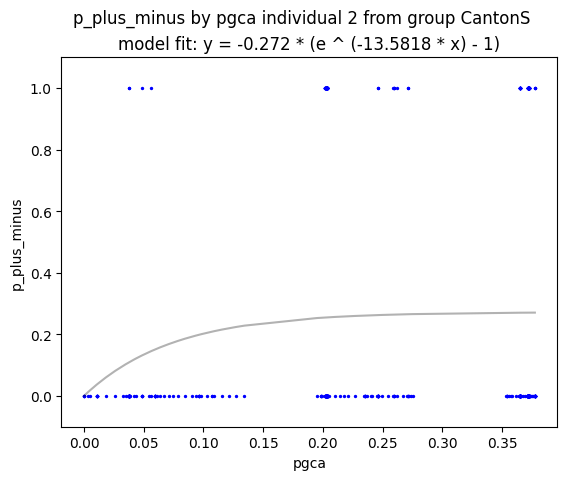 p_plus_minus by pgca individual 2 from group CantonS
model fit: y = -0.272 * (e ^ (-13.5818 * x) - 1)
1.0
0.8
0.6
0.4
0.2
0.0
p_plus_minus
0.00 0.05 0.10 0.15 0.20 0.25 0.30 0.35
pgca